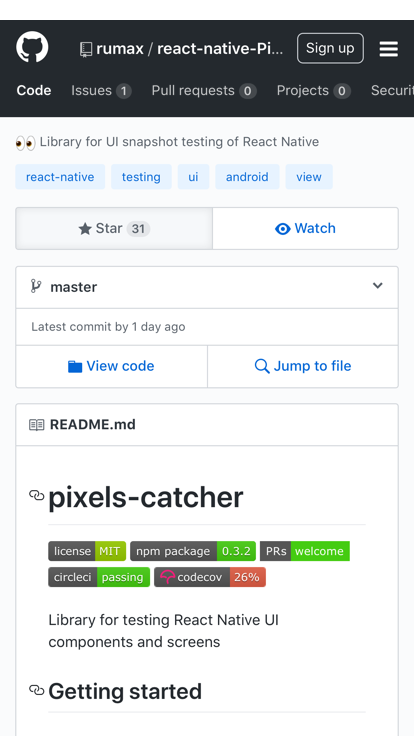 rumax / react-native-Pi... Sign up
Code Issues 1 Pull requests 0 Projects 0 Securi
Library for UI snapshot testing of React Native
react-native testing ui android view
Star 31 Watch
master
Latest commit by 1 day ago
View code Jump to file
README.md
pixels-catcher
license MIT npm package 0.3.2 PRs welcome
circleci passing codecov 26%
Library for testing React Native UI
components and screens
Getting started